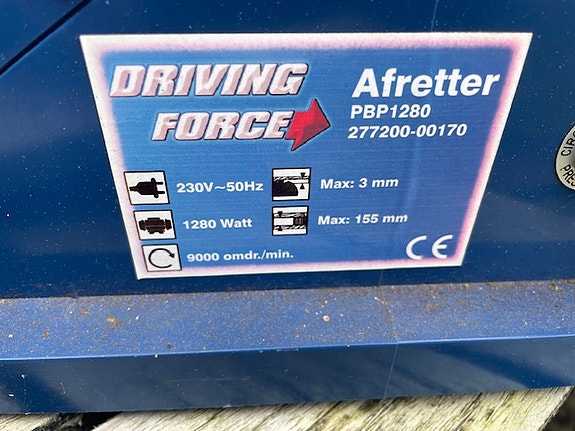 DRIVING
FORCE
Afretter
PBP1280
277200-00170
230V~50Hz
Max: 3 mm
1280 Watt
Max: 155 mm
9000 omdr./min.
CE